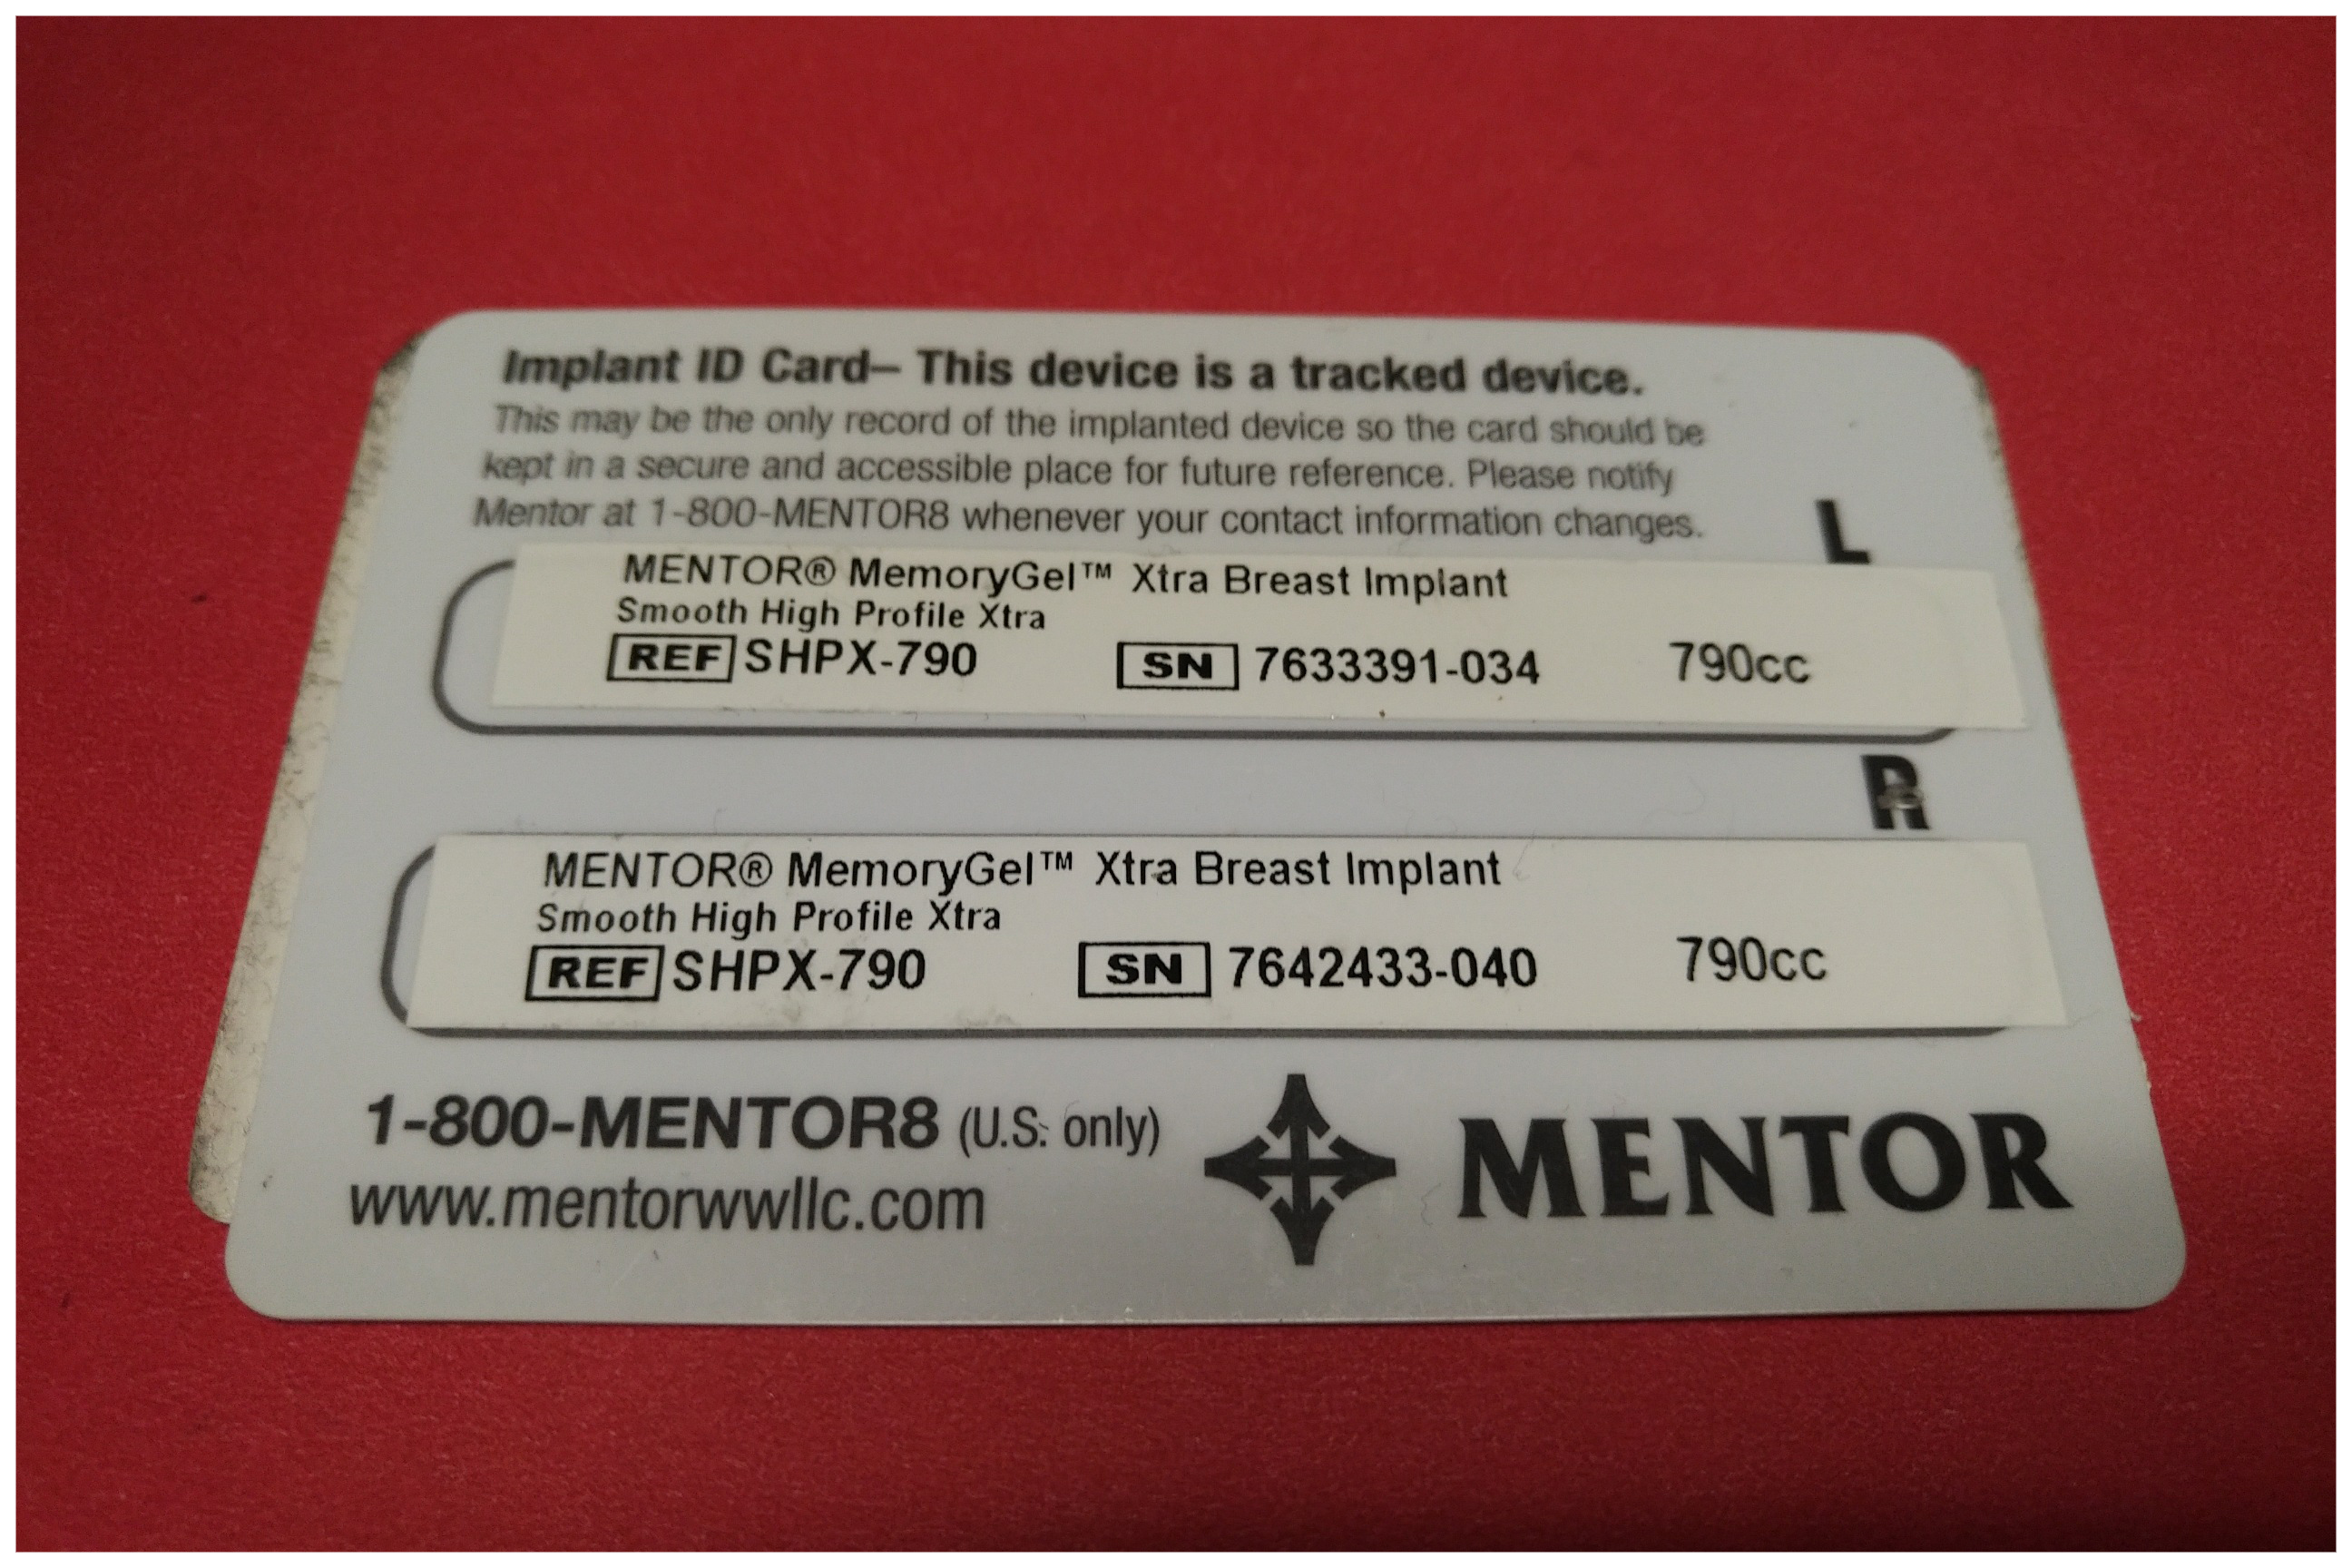 Implant ID Card– This device is a tracked device.
This may be the only record of the implanted device so the card should be
kept in a secure and accessible place for future reference. Please notify
Mentor at 1-800-MENTOR8 whenever your contact information changes.
L
MENTOR® MemoryGel™ Xtra Breast Implant
Smooth High Profile Xtra
REF SHPX-790 SN 7633391-034 790cc
R
MENTOR® MemoryGel™ Xtra Breast Implant
Smooth High Profile Xtra
REF SHPX-790 SN 7642433-040 790cc
1-800-MENTOR8 (U.S. only)
www.mentorwwllc.com
MENTOR